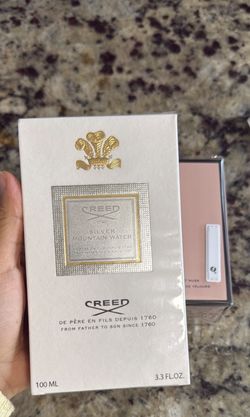 CREED
SILVER
MOUNTAIN WATER
CREED
DE PÈRE EN FILS DEPUIS 1760
FROM FATHER TO SON SINCE 1760
100 ML
3.3 FL.OZ.
MUSK